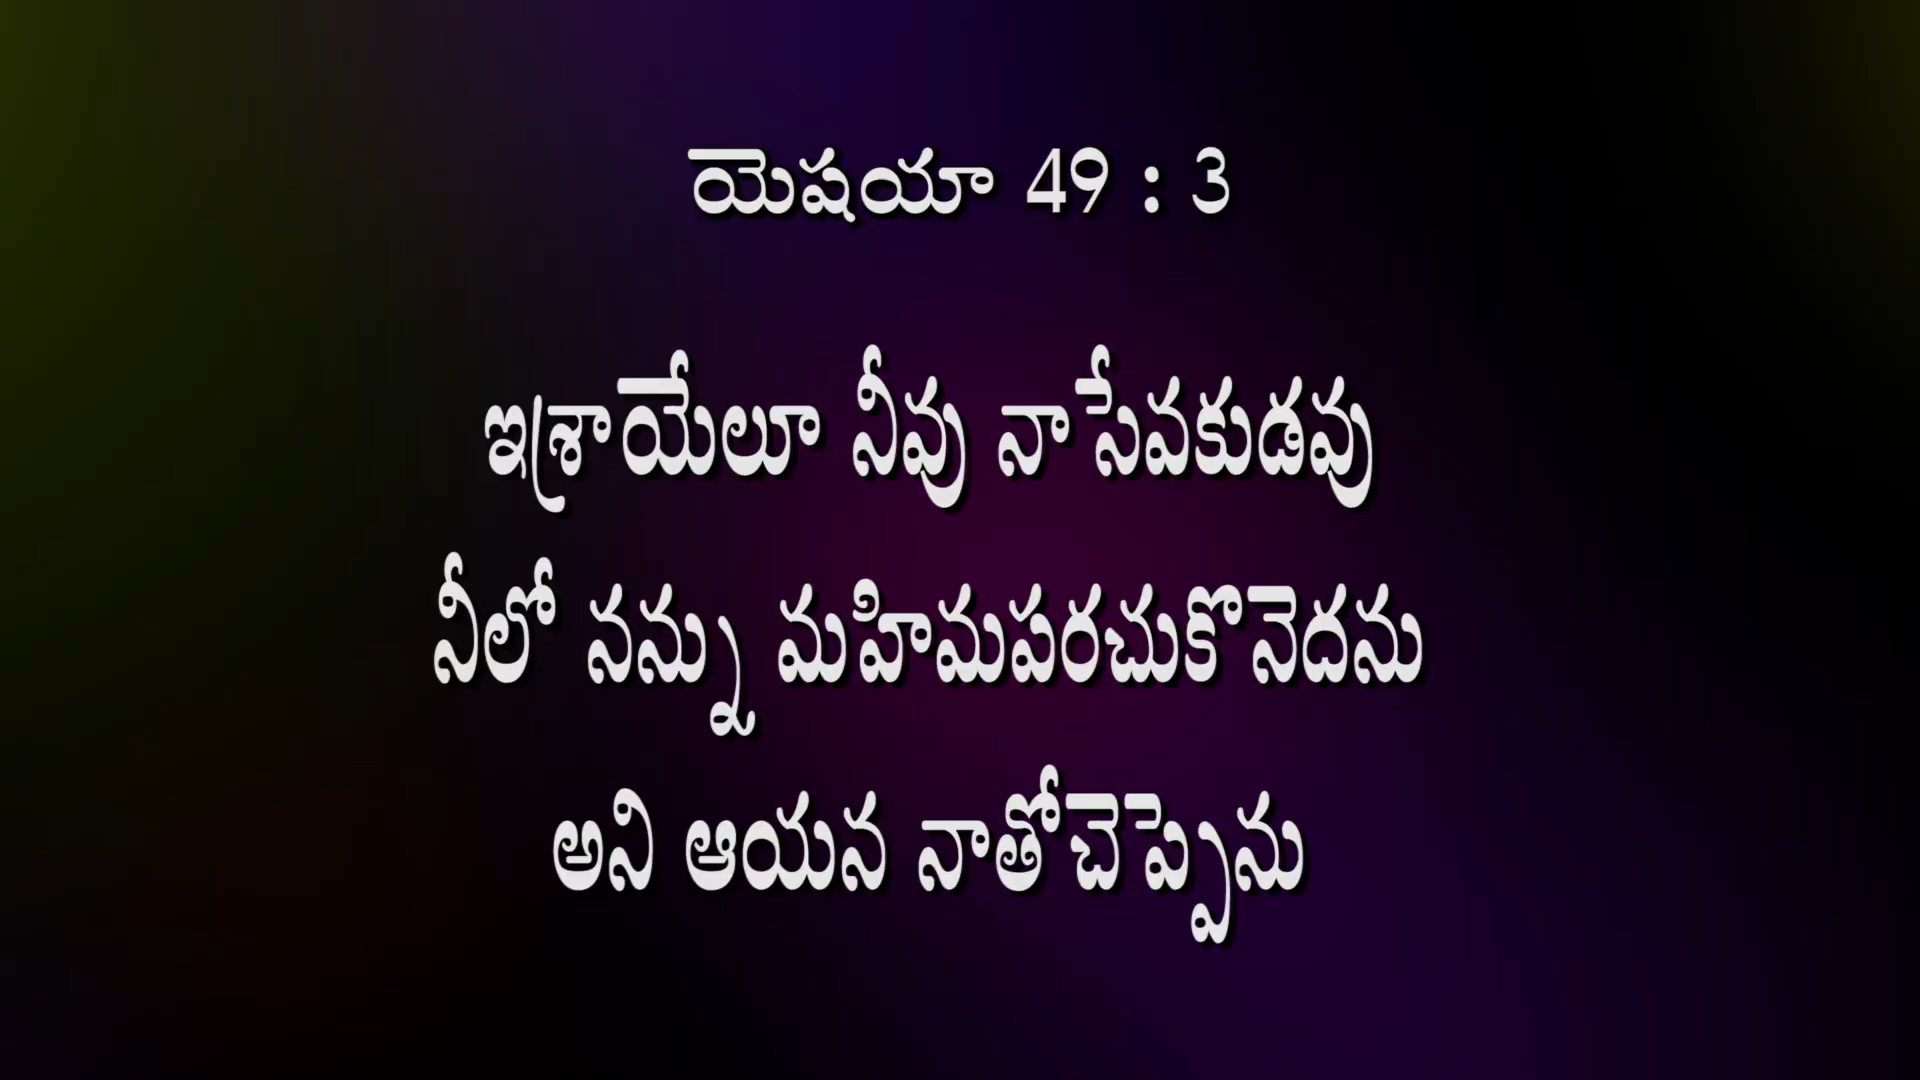 యెషయా 49 : 3
ఇశ్రాయేలూ నీవు నాసేవకుడవు
నీలో నన్ను మహిమపరచుకొనెదను
అని ఆయన నాతోచెప్పెను